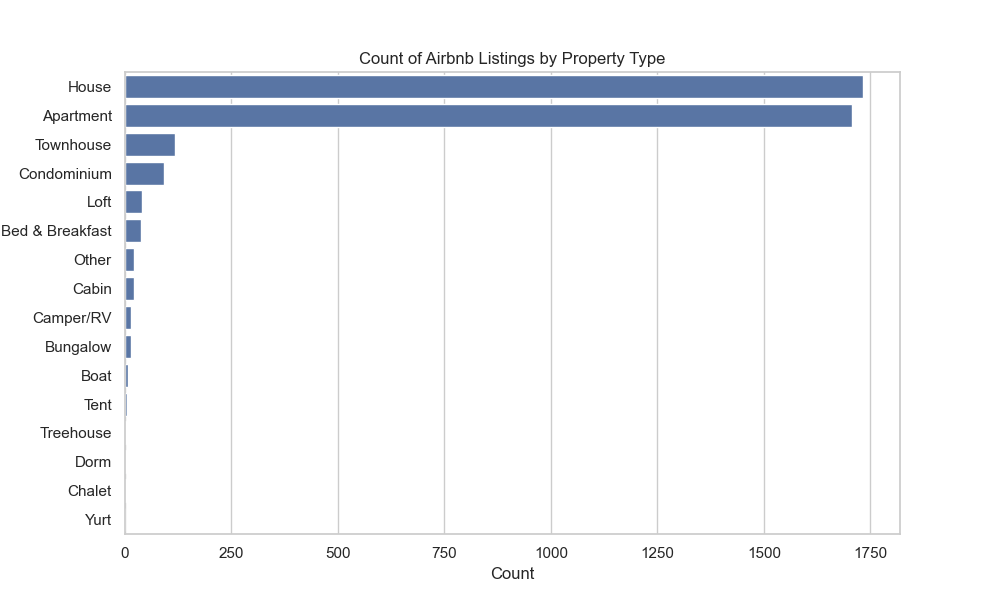 Count of Airbnb Listings by Property Type
House
Apartment
Townhouse
Condominium
Loft
Bed & Breakfast
Other
Cabin
Camper/RV
Bungalow
Boat
Tent
Treehouse
Dorm
Chalet
Yurt
0 250 500 750 1000 1250 1500 1750
Count